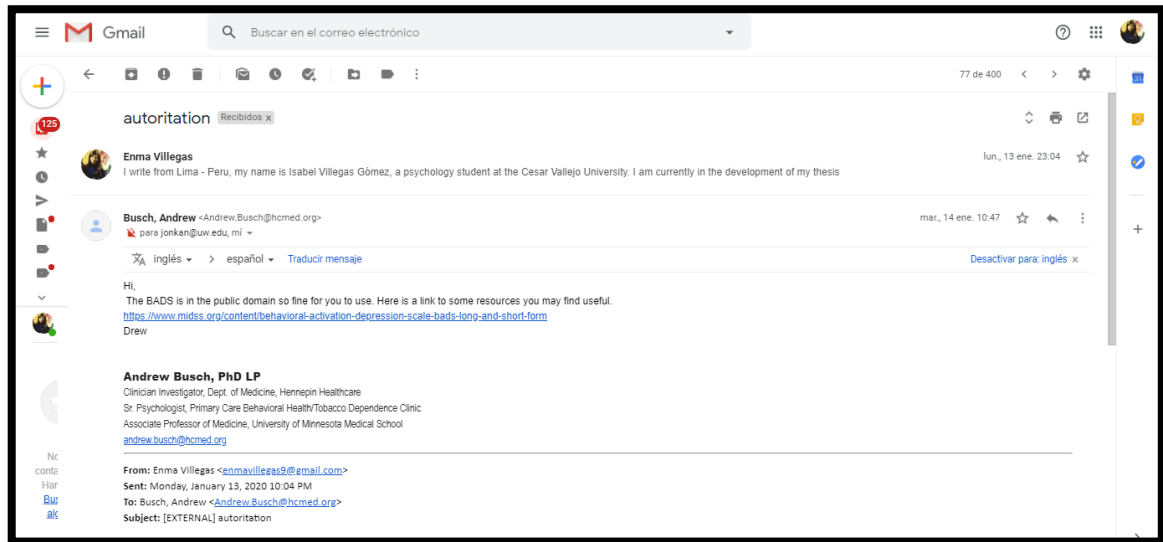 Gmail
Buscar en el correo electrónico
77 de 400
31
125
autoritation Recibidos x
Enma Villegas
lun., 13 ene. 23:04
I write from Lima - Peru, my name is Isabel Villegas Gómez, a psychology student at the Cesar Vallejo University. I am currently in the development of my thesis
Busch, Andrew <Andrew.Busch@hcmed.org>
mar., 14 ene. 10:47
para jonkan@uw.edu, mí
inglés > español Traducir mensaje
Desactivar para: inglés x
Hi,
The BADS is in the public domain so fine for you to use. Here is a link to some resources you may find useful.
https://www.midss.org/content/behavioral-activation-depression-scale-bads-long-and-short-form
Drew
Andrew Busch, PhD LP
Clinician Investigator, Dept. of Medicine, Hennepin Healthcare
Sr. Psychologist, Primary Care Behavioral Health/Tobacco Dependence Clinic
Associate Professor of Medicine, University of Minnesota Medical School
andrew.busch@hcmed.org
From: Enma Villegas <enmavillegas9@gmail.com>
Sent: Monday, January 13, 2020 10:04 PM
To: Busch, Andrew <Andrew.Busch@hcmed.org>
Subject: [EXTERNAL] autoritation